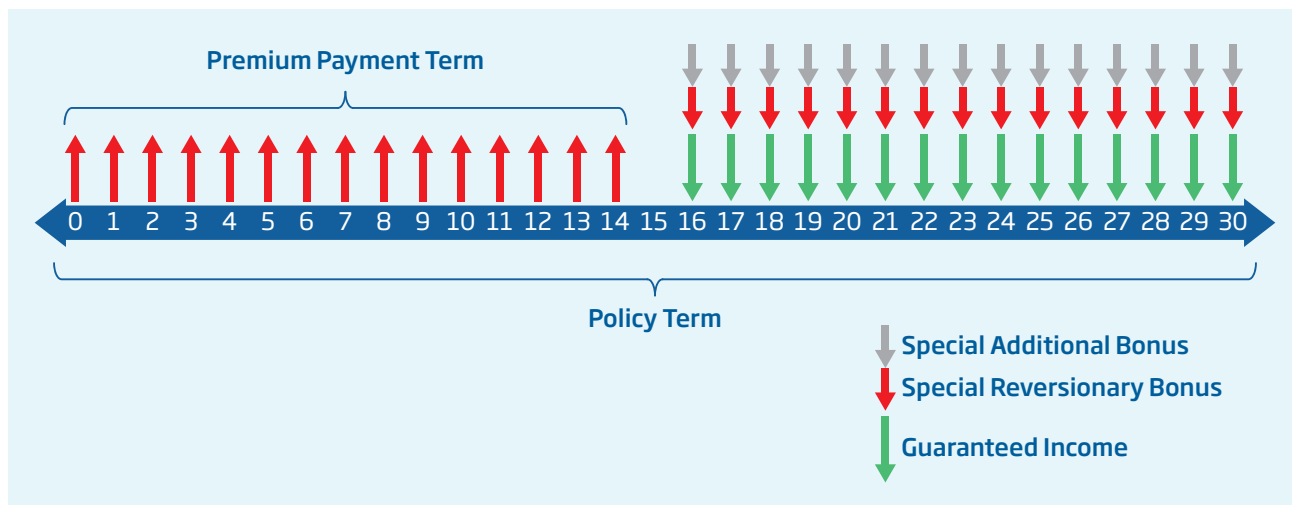 Premium Payment Term
0 1 2 3 4 5 6 7 8 9 10 11 12 13 14 15 16 17 18 19 20 21 22 23 24 25 26 27 28 29 30
Policy Term
Special Additional Bonus
Special Reversionary Bonus
Guaranteed Income